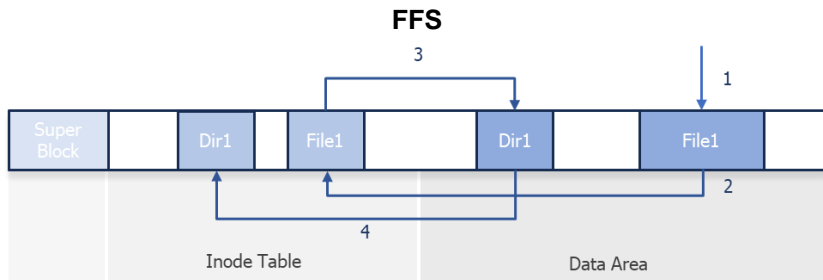 FFS
3
1
Super
Block
Dir1
File1
Dir1
File1
2
4
Inode Table
Data Area